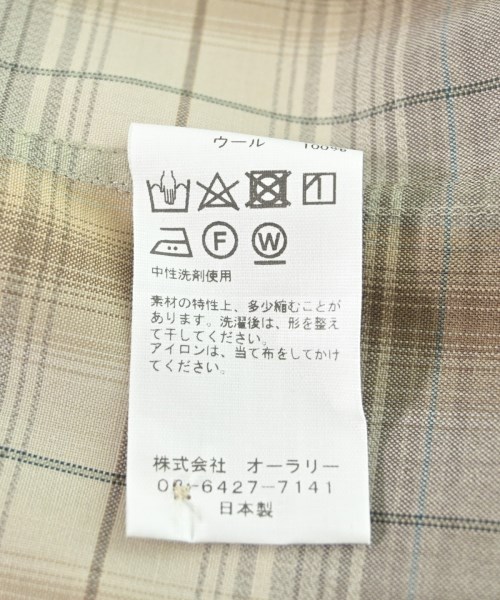 ウール 100%
F W
中性洗剤使用
素材の特性上、多少縮むことが
あります。洗濯後は、形を整え
て干してください。
アイロンは、当て布をしてかけ
てください。
株式会社 オーラリー
03-6427-7141
日本製